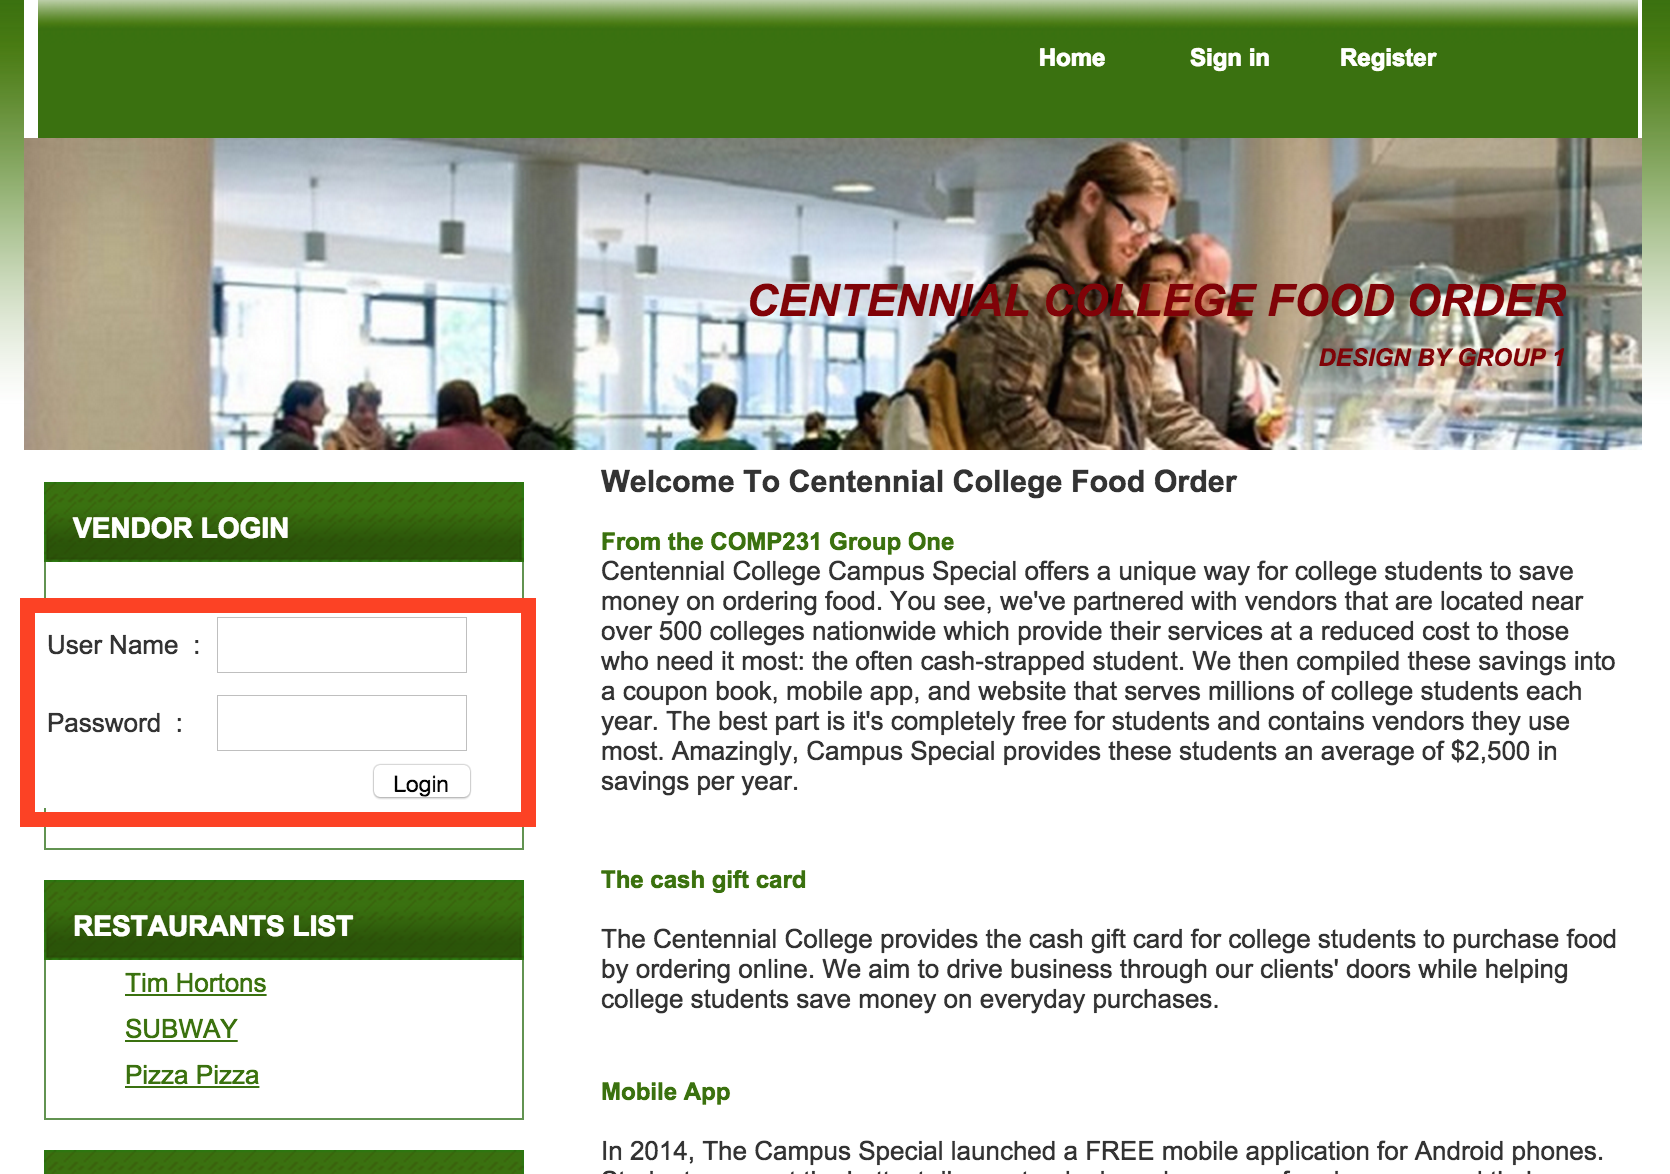 Home Sign in Register
CENTENNIAL COLLEGE FOOD ORDER
DESIGN BY GROUP 1
VENDOR LOGIN
User Name :
Password :
Login
RESTAURANTS LIST
Tim Hortons
SUBWAY
Pizza Pizza
Welcome To Centennial College Food Order
From the COMP231 Group One
Centennial College Campus Special offers a unique way for college students to save
money on ordering food. You see, we've partnered with vendors that are located near
over 500 colleges nationwide which provide their services at a reduced cost to those
who need it most: the often cash-strapped student. We then compiled these savings into
a coupon book, mobile app, and website that serves millions of college students each
year. The best part is it's completely free for students and contains vendors they use
most. Amazingly, Campus Special provides these students an average of $2,500 in
savings per year.
The cash gift card
The Centennial College provides the cash gift card for college students to purchase food
by ordering online. We aim to drive business through our clients' doors while helping
college students save money on everyday purchases.
Mobile App
In 2014, The Campus Special launched a FREE mobile application for Android phones.